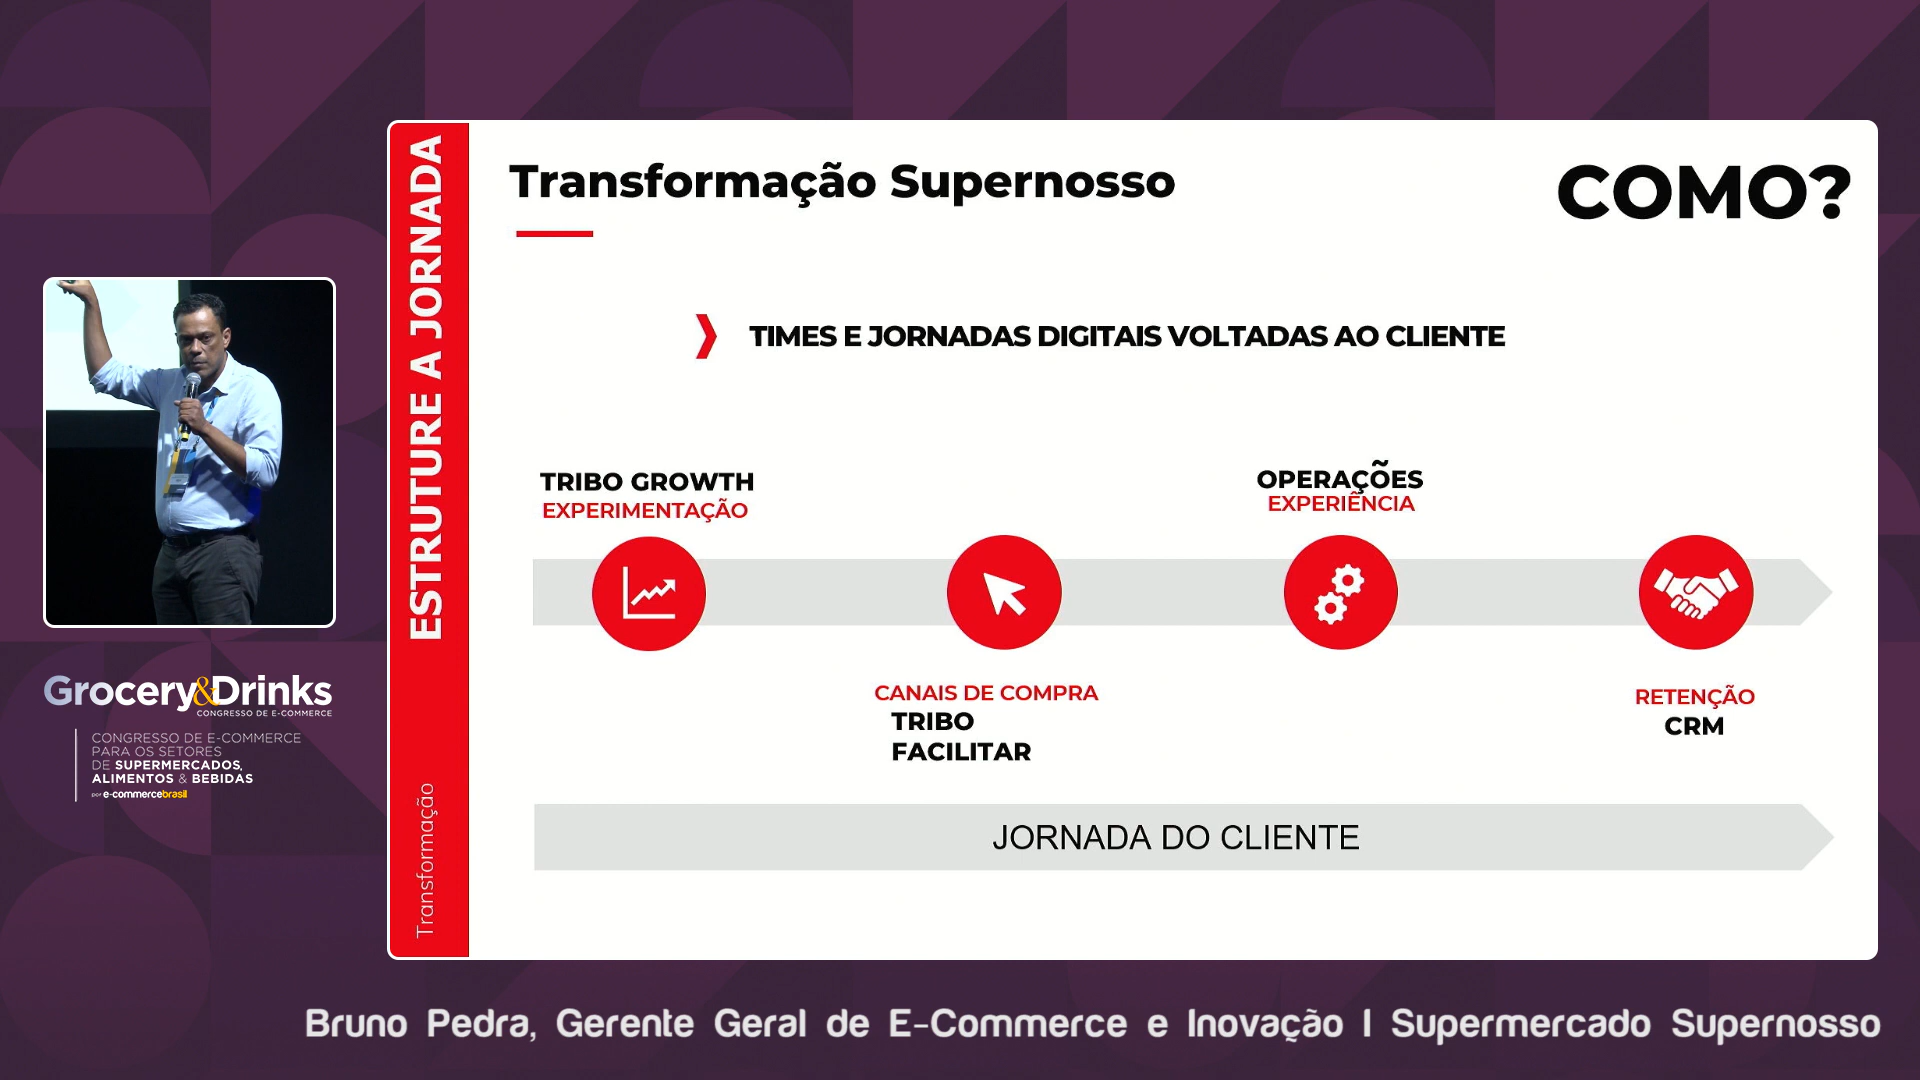 ESTRUTURE A JORNADA
Transformação
Transformação Supernosso
COMO?
TIMES E JORNADAS DIGITAIS VOLTADAS AO CLIENTE
TRIBO GROWTH
EXPERIMENTAÇÃO
CANAIS DE COMPRA
TRIBO
FACILITAR
OPERAÇÕES
EXPERIÊNCIA
RETENÇÃO
CRM
JORNADA DO CLIENTE
Grocery&Drinks
CONGRESSO DE E-COMMERCE
CONGRESSO DE E-COMMERCE
PARA OS SETORES
DE SUPERMERCADOS,
ALIMENTOS & BEBIDAS
por e-commercebrasil
Bruno Pedra, Gerente Geral de E-Commerce e Inovação | Supermercado Supernosso